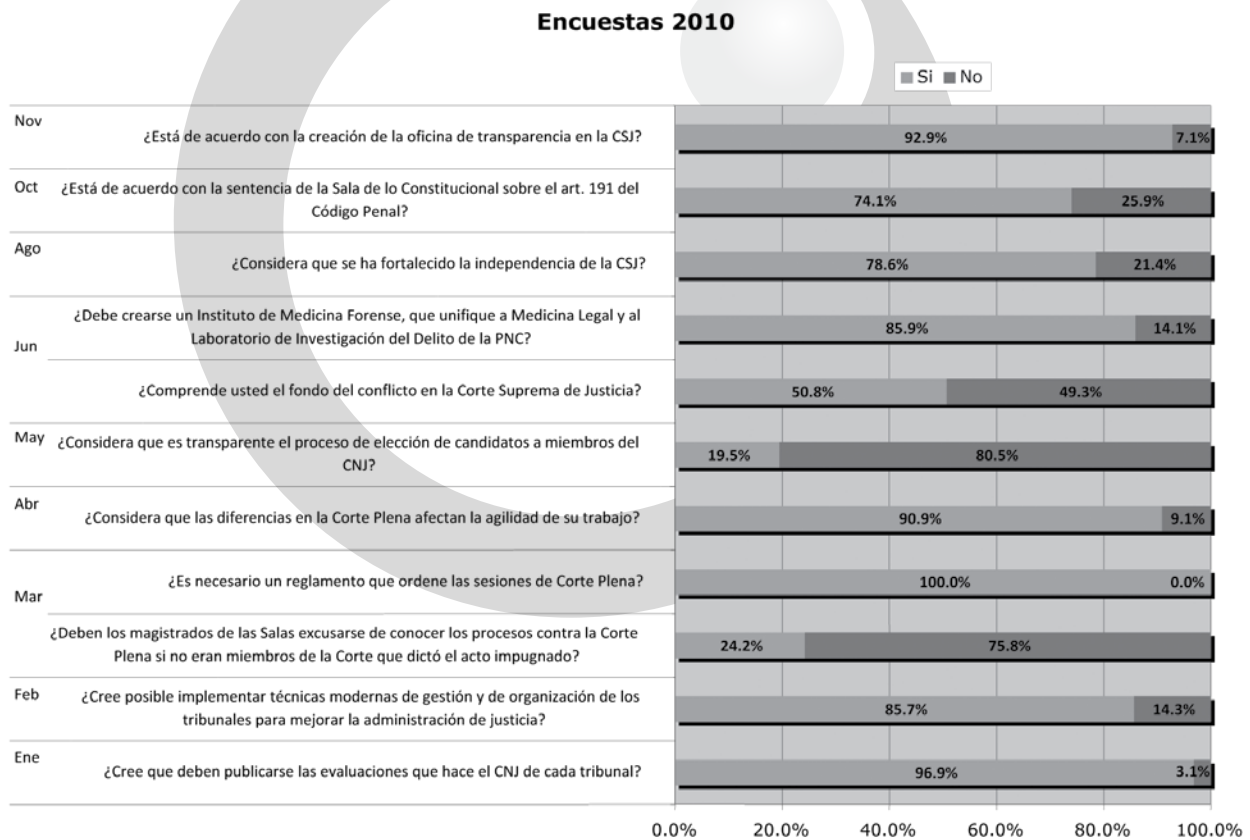 Encuestas 2010
Si No
Nov
¿Está de acuerdo con la creación de la oficina de transparencia en la CSJ?
92.9% 7.1%
Oct
¿Está de acuerdo con la sentencia de la Sala de lo Constitucional sobre el art. 191 del
Código Penal?
74.1% 25.9%
Ago
¿Considera que se ha fortalecido la independencia de la CSJ?
78.6% 21.4%
Jun
¿Debe crearse un Instituto de Medicina Forense, que unifique a Medicina Legal y al
Laboratorio de Investigación del Delito de la PNC?
85.9% 14.1%
¿Comprende usted el fondo del conflicto en la Corte Suprema de Justicia?
50.8% 49.3%
May
¿Considera que es transparente el proceso de elección de candidatos a miembros del
CNJ?
19.5% 80.5%
Abr
¿Considera que las diferencias en la Corte Plena afectan la agilidad de su trabajo?
90.9% 9.1%
Mar
¿Es necesario un reglamento que ordene las sesiones de Corte Plena?
100.0% 0.0%
¿Deben los magistrados de las Salas excusarse de conocer los procesos contra la Corte
Plena si no eran miembros de la Corte que dictó el acto impugnado?
24.2% 75.8%
Feb
¿Cree posible implementar técnicas modernas de gestión y de organización de los
tribunales para mejorar la administración de justicia?
85.7% 14.3%
Ene
¿Cree que deben publicarse las evaluaciones que hace el CNJ de cada tribunal?
96.9% 3.1%
0.0% 20.0% 40.0% 60.0% 80.0% 100.0%